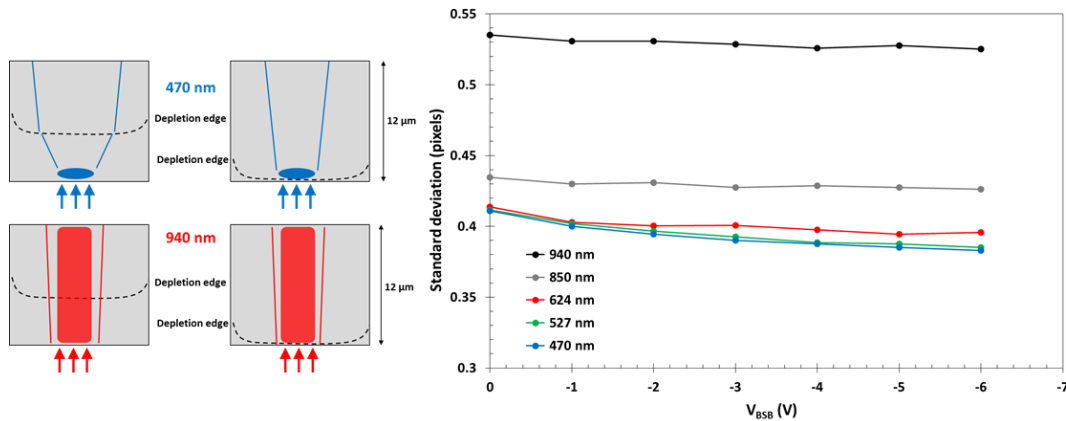 470 nm
Depletion edge
Depletion edge
12 µm
940 nm
Depletion edge
Depletion edge
12 µm
Standard deviation (pixels)
0.55
0.5
0.45
0.4
0.35
0.3
940 nm
850 nm
624 nm
527 nm
470 nm
0 -1 -2 -3 -4 -5 -6 -7
VBSB (V)